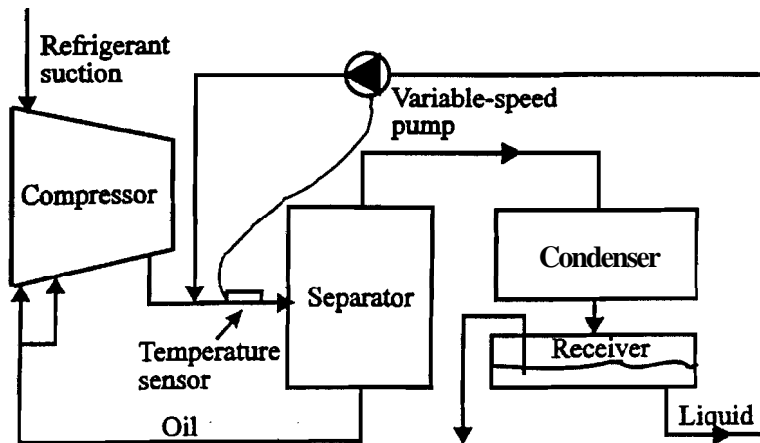 Refrigerant
suction
Variable-speed
pump
Compressor
Condenser
Separator
Receiver
Temperature
sensor
Oil
Liquid